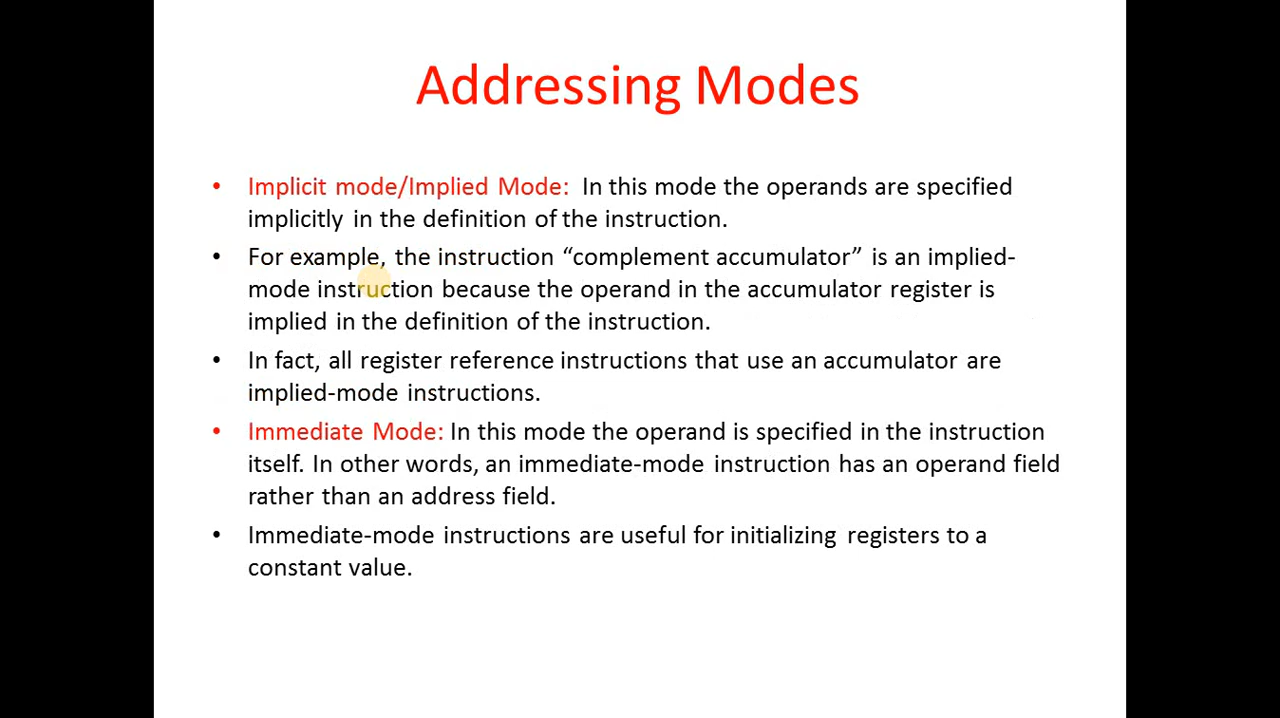 Addressing Modes
• Implicit mode/Implied Mode: In this mode the operands are specified
implicitly in the definition of the instruction.
• For example, the instruction “complement accumulator” is an implied-
mode instruction because the operand in the accumulator register is
implied in the definition of the instruction.
• In fact, all register reference instructions that use an accumulator are
implied-mode instructions.
• Immediate Mode: In this mode the operand is specified in the instruction
itself. In other words, an immediate-mode instruction has an operand field
rather than an address field.
• Immediate-mode instructions are useful for initializing registers to a
constant value.